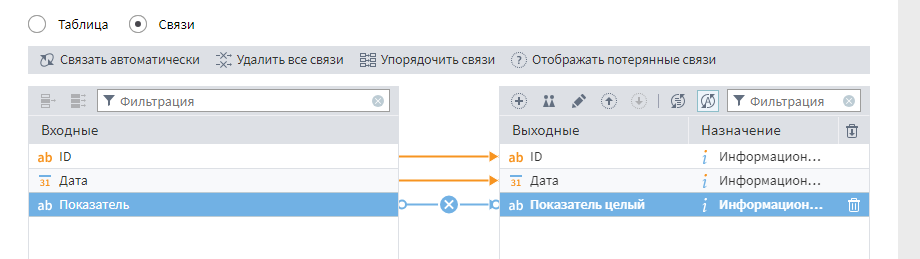 Таблица Связи
Связать автоматически Удалить все связи Упорядочить связи ? Отображать потерянные связи
Фильтрация A Фильтрация
Входные Выходные Назначение
ab ID ab ID i Информацион...
31 Дата 31 Дата i Информацион...
ab Показатель ab Показатель целый i Информацион...